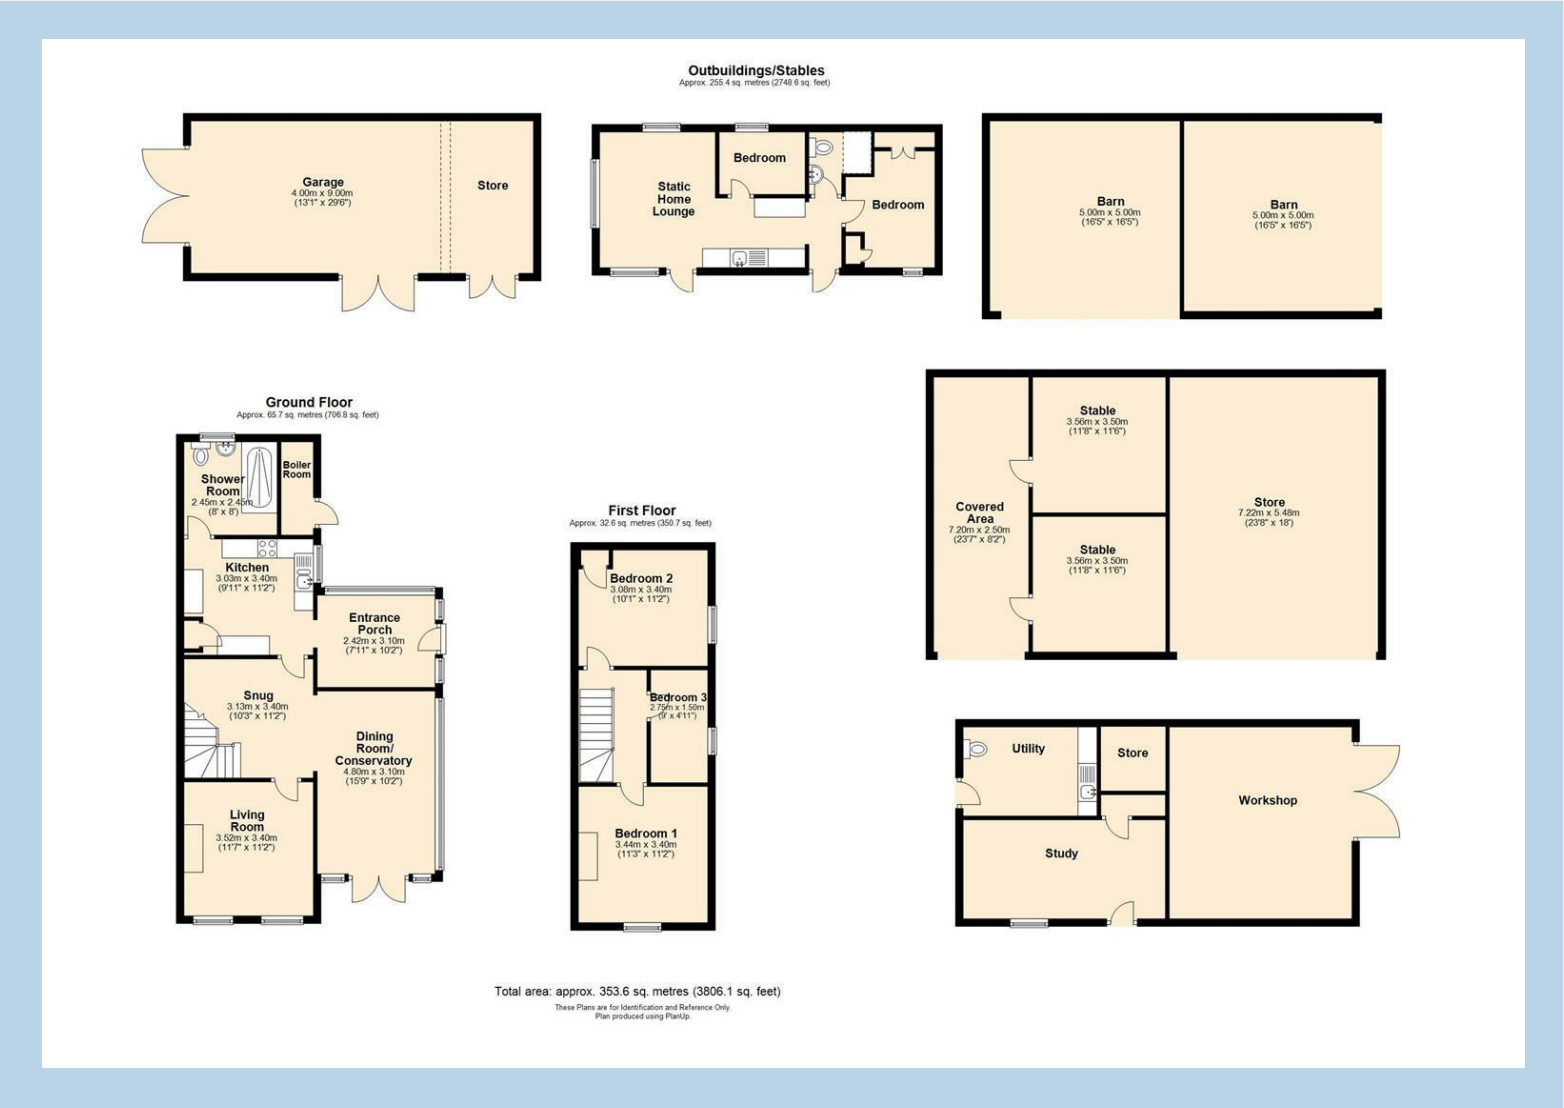 Outbuildings/Stables
Approx. 255.4 sq. metres (2748.6 sq. feet)
Garage
4.00m x 9.00m
(13'1" x 29'6")
Store
Static
Home
Lounge
Bedroom
Bedroom
Barn
5.00m x 5.00m
(16'5" x 16'5")
Barn
5.00m x 5.00m
(16'5" x 16'5")
Covered
Area
7.20m x 2.50m
(23'7" x 8'2")
Stable
3.56m x 3.50m
(11'8" x 11'6")
Stable
3.56m x 3.50m
(11'8" x 11'6")
Store
7.22m x 5.48m
(23'8" x 18')
Ground Floor
Approx. 65.7 sq. metres (706.8 sq. feet)
Shower
Room
2.45m x 2.45m
(8' x 8')
Boiler
Room
Kitchen
3.03m x 3.40m
(9'11" x 11'2")
Entrance
Porch
2.42m x 3.10m
(7'11" x 10'2")
Snug
3.13m x 3.40m
(10'3" x 11'2")
Dining
Room/
Conservatory
4.80m x 3.10m
(15'9" x 10'2")
Living
Room
3.52m x 3.40m
(11'7" x 11'2")
First Floor
Approx. 32.6 sq. metres (350.7 sq. feet)
Bedroom 2
3.08m x 3.40m
(10'1" x 11'2")
Bedroom 3
2.75m x 1.50m
(9' x 4'11")
Bedroom 1
3.44m x 3.40m
(11'3" x 11'2")
Utility
Store
Workshop
Study
Total area: approx. 353.6 sq. metres (3806.1 sq. feet)
These Plans are for Identification and Reference Only.
Plan produced using PlanUp.